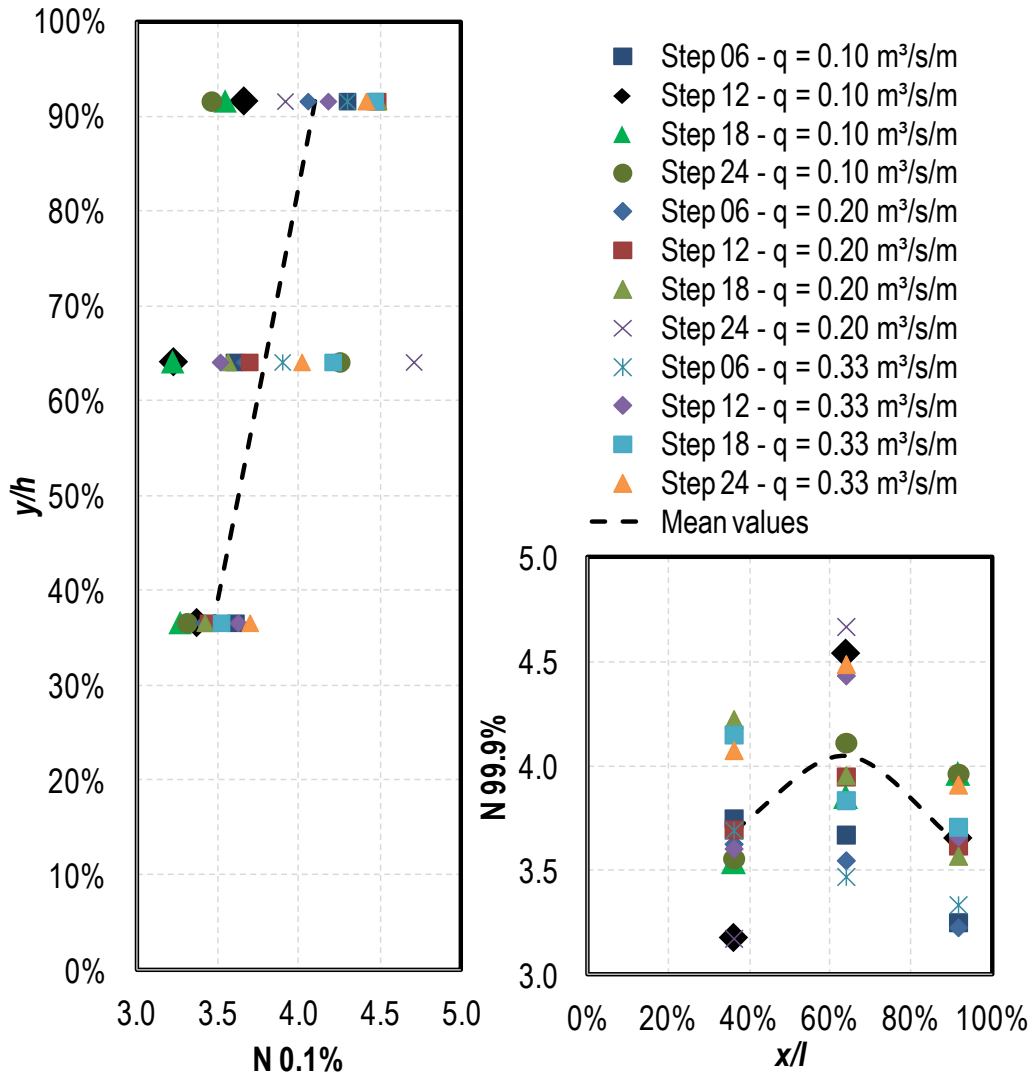 100%
90%
80%
70%
60%
50%
40%
30%
20%
10%
0%
y/h
3.0 3.5 4.0 4.5 5.0
N 0.1%
Step 06 - q = 0.10 m³/s/m
Step 12 - q = 0.10 m³/s/m
Step 18 - q = 0.10 m³/s/m
Step 24 - q = 0.10 m³/s/m
Step 06 - q = 0.20 m³/s/m
Step 12 - q = 0.20 m³/s/m
Step 18 - q = 0.20 m³/s/m
Step 24 - q = 0.20 m³/s/m
Step 06 - q = 0.33 m³/s/m
Step 12 - q = 0.33 m³/s/m
Step 18 - q = 0.33 m³/s/m
Step 24 - q = 0.33 m³/s/m
Mean values
5.0
4.5
4.0
3.5
3.0
N 99.9%
0% 20% 40% 60% 80% 100%
x/l